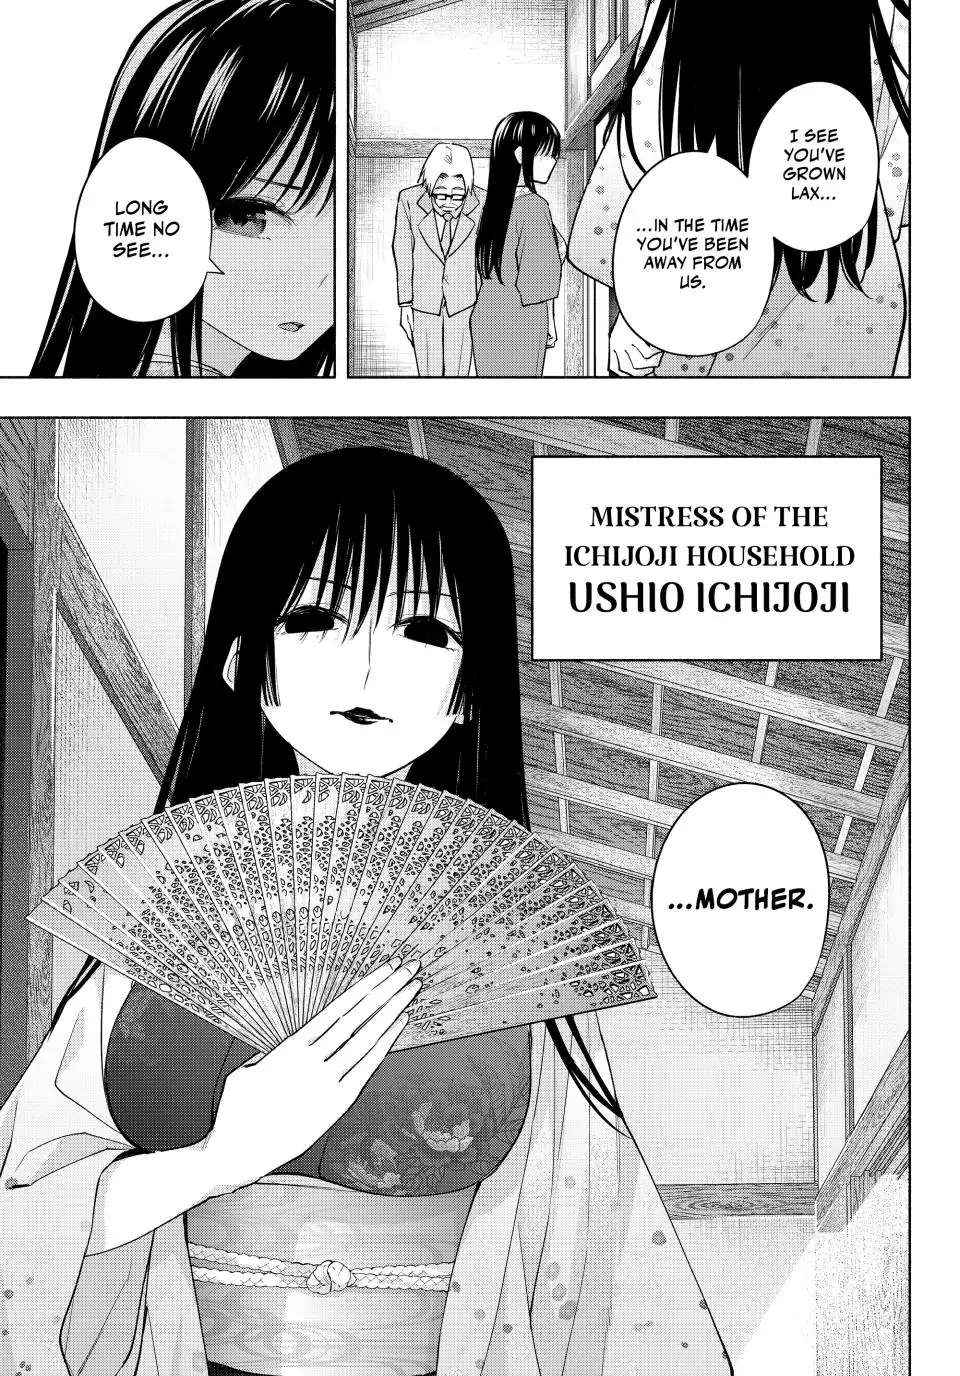 I SEE
YOU'VE
GROWN
LAX...
...IN THE TIME
YOU'VE BEEN
AWAY FROM
US.
LONG
TIME NO
SEE...
MISTRESS OF THE
ICHIJOJI HOUSEHOLD
USHIO ICHIJOJI
...MOTHER.